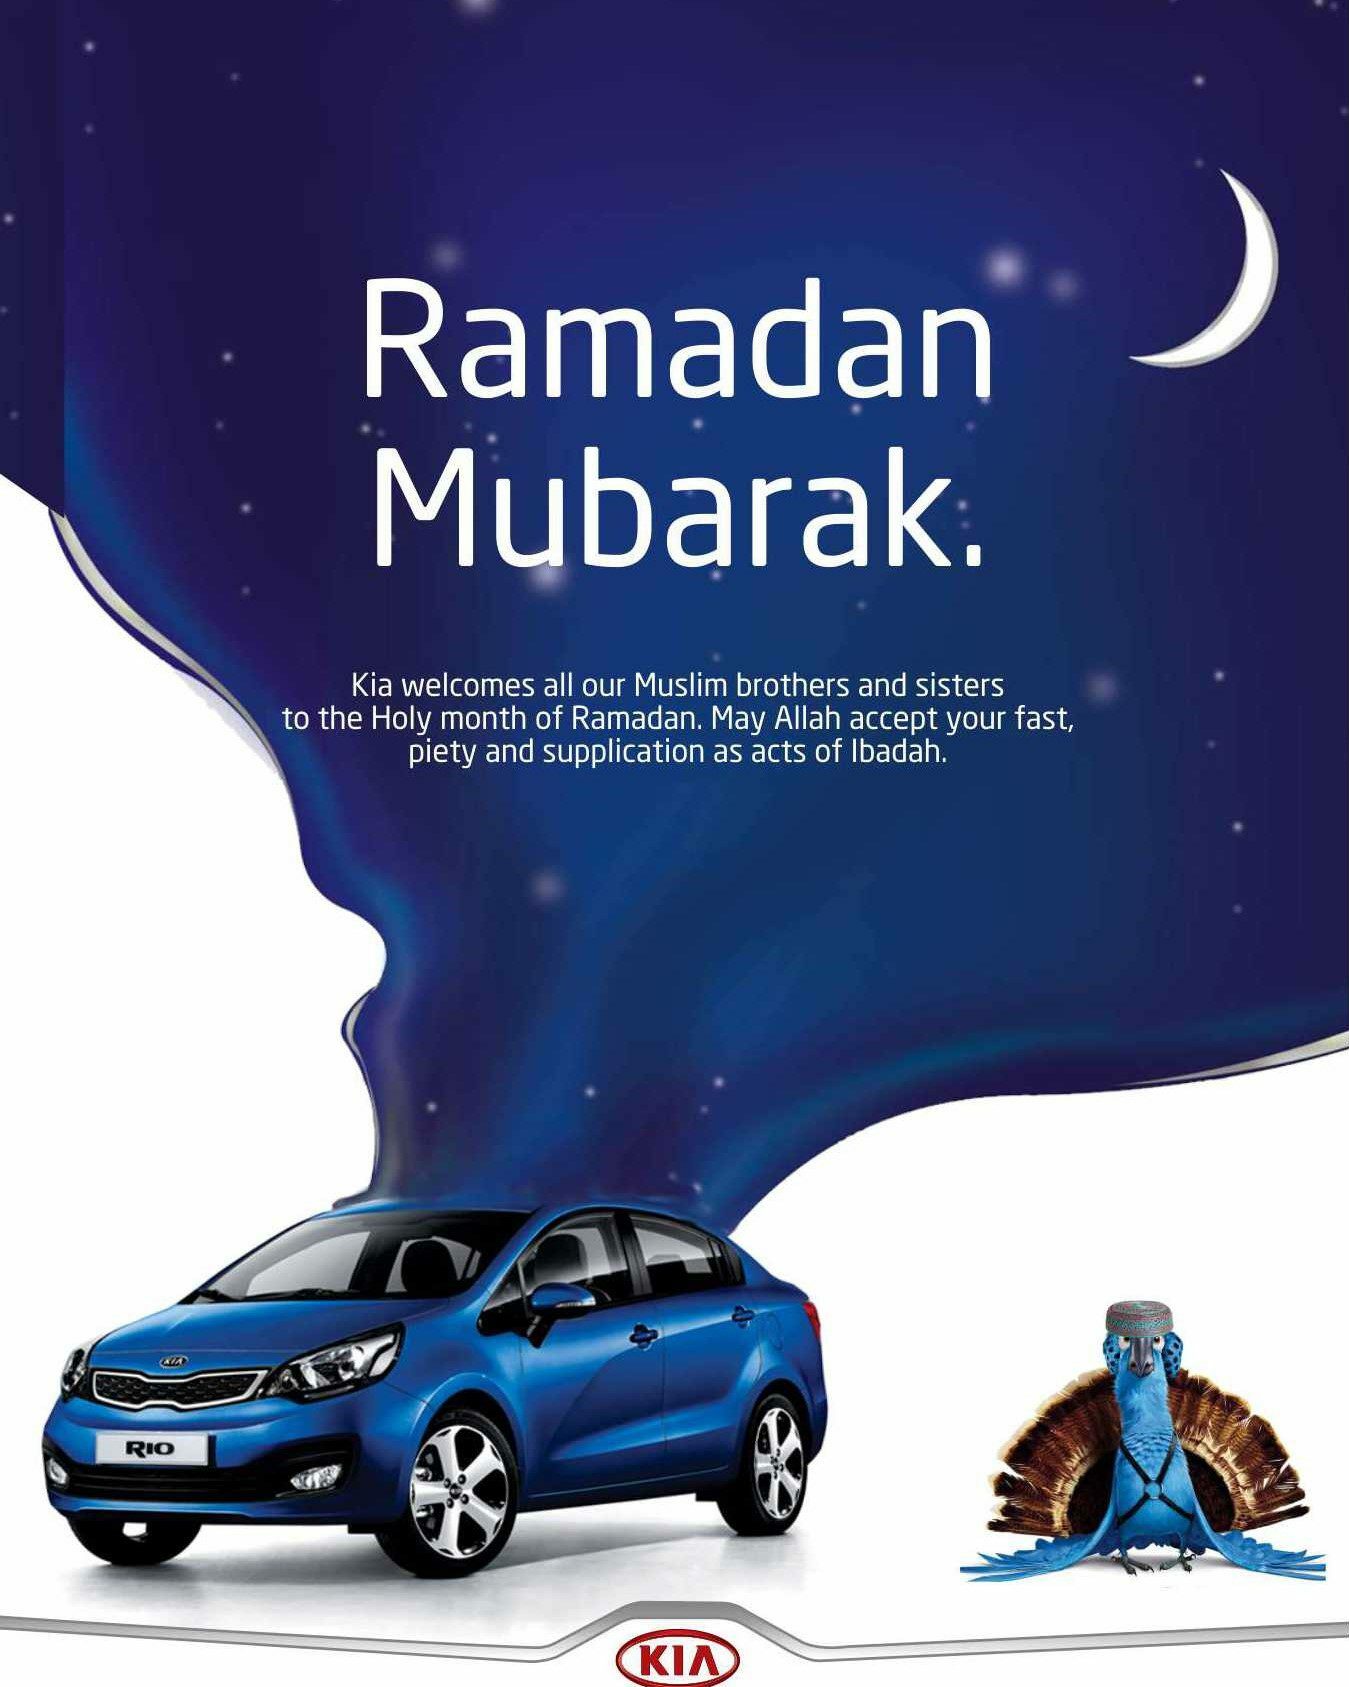 Ramadan
Mubarak.
Kia welcomes all our Muslim brothers and sisters
to the Holy month of Ramadan. May Allah accept your fast,
piety and supplication as acts of Ibadah.
KIA
RIO
KIA